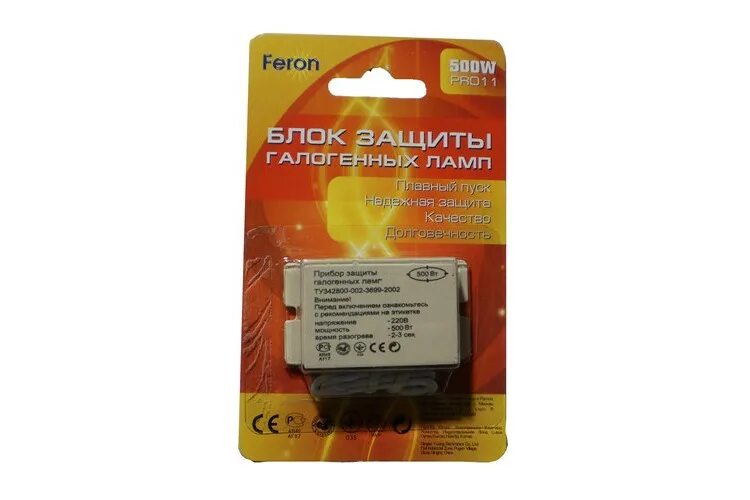 Feron
500W
PRO11
БЛОК ЗАЩИТЫ
ГАЛОГЕННЫХ ЛАМП
Плавный пуск
Надежная защита
Качество
Долговечность
Прибор защиты
галогенных ламп
500 Вт
ТУ342800-002-3699-2002
Внимание!
Перед включением ознакомьтесь
с рекомендациями на этикетке
напряжение -220В
мощность -500 Вт
время разогрева -2-3 сек